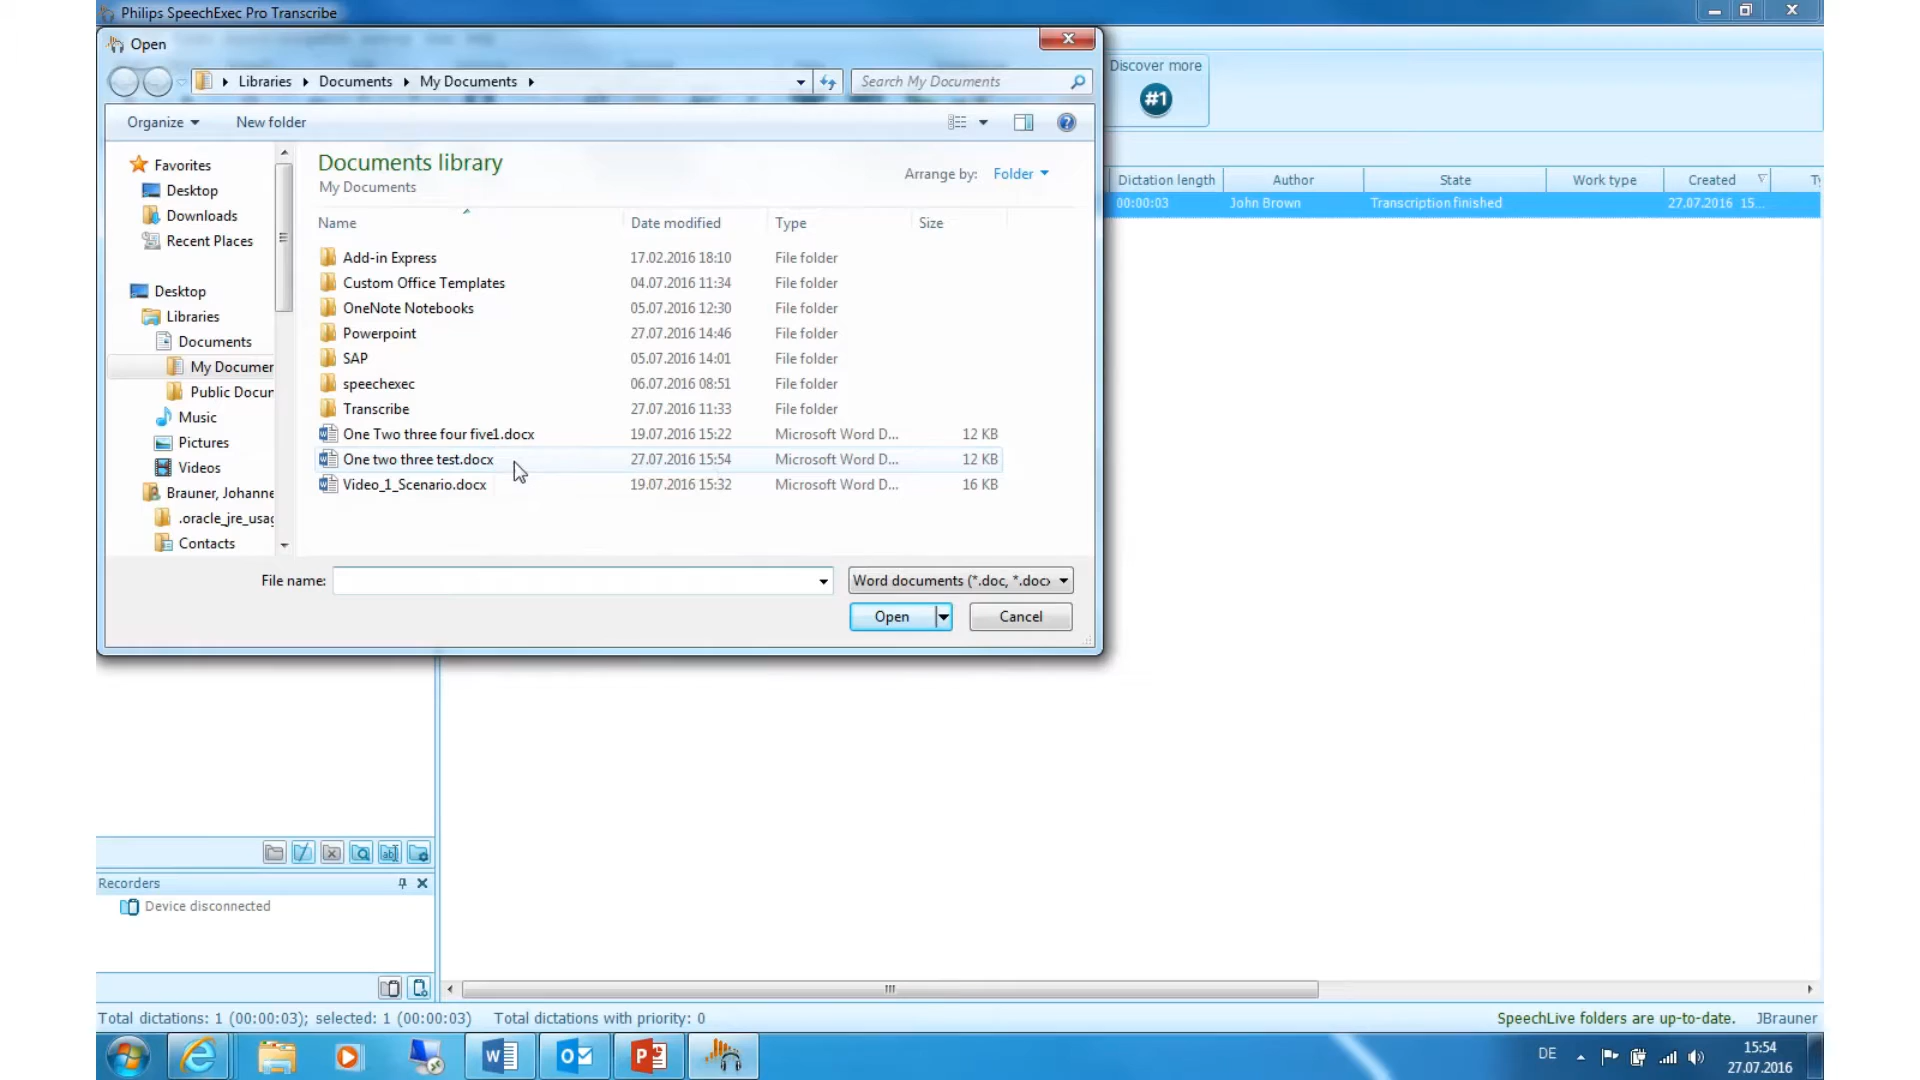 Philips SpeechExec Pro Transcribe
Open
Libraries Documents My Documents
Search My Documents
Discover more
#1
Organize
New folder
Documents library
My Documents
Arrange by: Folder
Favorites
Desktop
Downloads
Recent Places
Desktop
Libraries
Documents
My Documer
Public Docun
Music
Pictures
Videos
Brauner, Johanne
.oracle_jre_usag
Contacts
Name Date modified Type Size
Add-in Express 17.02.2016 18:10 File folder
Custom Office Templates 04.07.2016 11:34 File folder
OneNote Notebooks 05.07.2016 12:30 File folder
Powerpoint 27.07.2016 14:46 File folder
SAP 05.07.2016 14:01 File folder
speechexec 06.07.2016 08:51 File folder
Transcribe 27.07.2016 11:33 File folder
One Two three four five1.docx 19.07.2016 15:22 Microsoft Word D... 12 KB
One two three test.docx 27.07.2016 15:54 Microsoft Word D... 12 KB
Video_1_Scenario.docx 19.07.2016 15:32 Microsoft Word D... 16 KB
File name:
Word documents (*.doc, *.docx
Open
Cancel
Dictation length Author State Work type Created Ty
00:00:03 John Brown Transcription finished 27.07.2016 15...
Recorders
Device disconnected
Total dictations: 1 (00:00:03); selected: 1 (00:00:03) Total dictations with priority: 0
SpeechLive folders are up-to-date. JBrauner
DE
15:54
27.07.2016